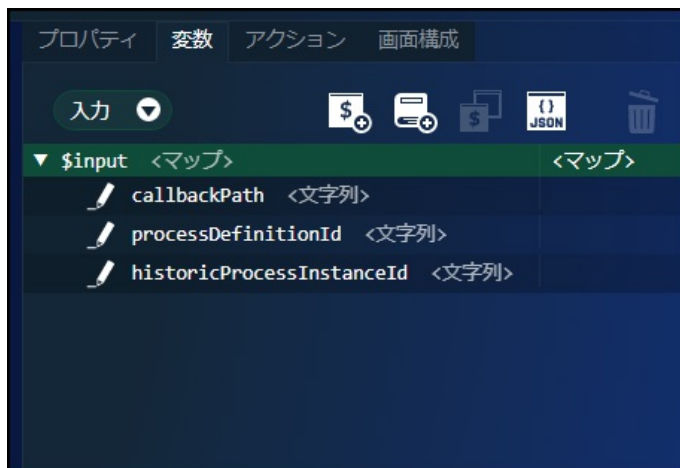 プロパティ 変数 アクション 画面構成
入力 $ $ {} JSON
$input <マップ> <マップ>
callbackPath <文字列>
processDefinitionId <文字列>
historicProcessInstanceId <文字列>